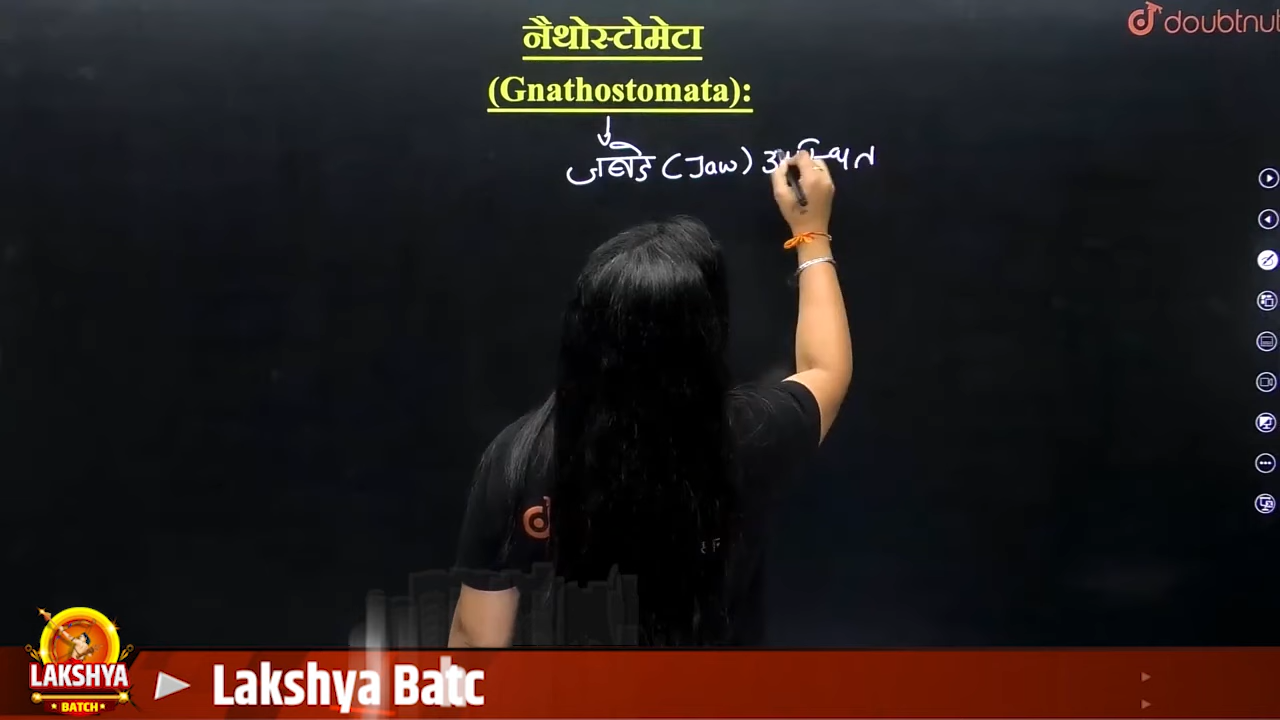 doubtnut
नैथोस्टोमेटा
(Gnathostomata):
जबड़े (Jaw)
LAKSHYA
BATCH
Lakshya Batc